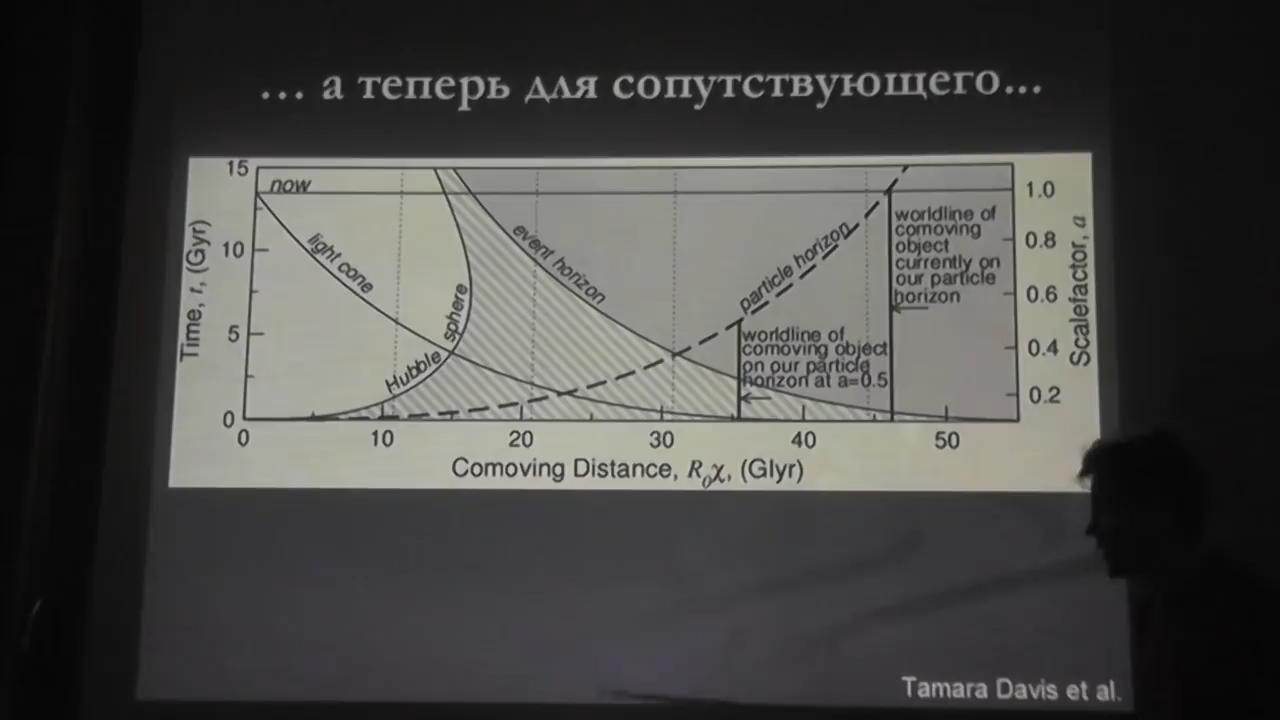 ... а теперь для сопутствующего...
15
now
1.0
worldline of
comoving
object
currently on
our particle
horizon
light cone
event horizon
particle horizon
10
0.8
Time, t, (Gyr)
Scalefactor, a
0.6
5
Hubble sphere
worldline of
comoving object
on our particle
horizon at a=0.5
0.4
0.2
0
0 10 20 30 40 50
Comoving Distance, R₀χ, (Glyr)
Tamara Davis et al.